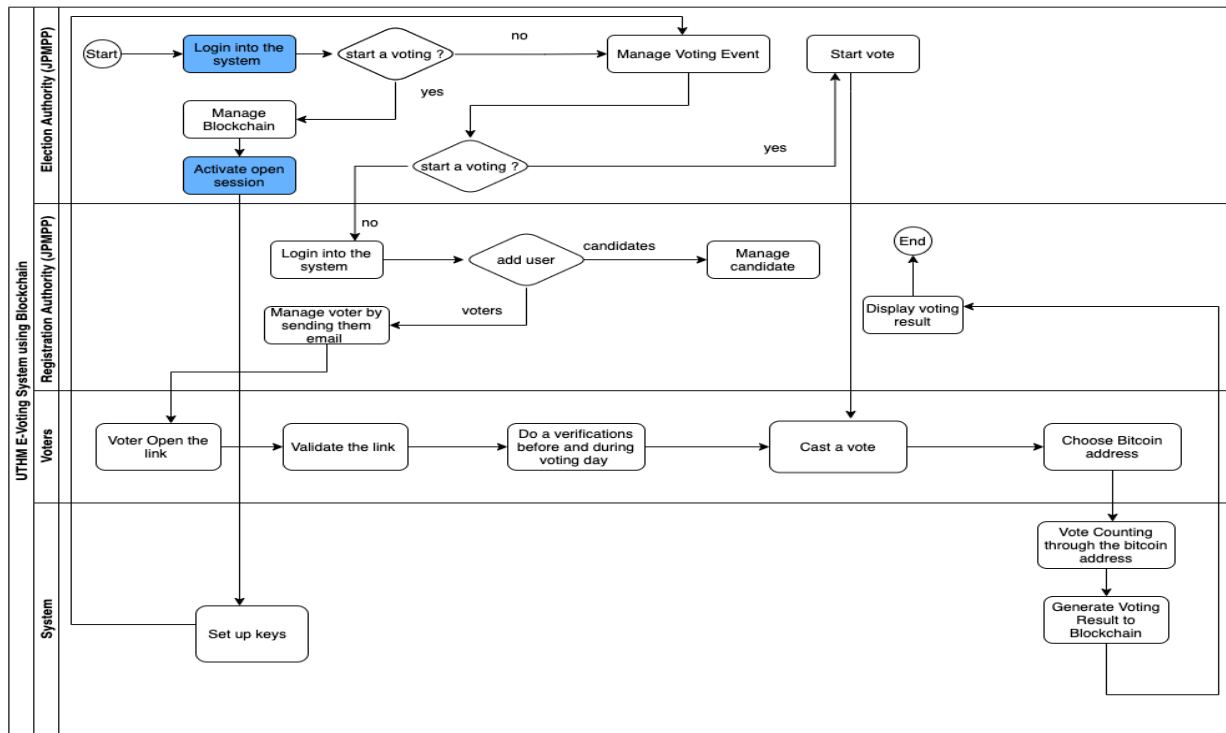 UTHM E-Voting System using Blockchain
Election Authority (JPMPP)
Start
Login into the
system
start a voting ?
no
Manage Voting Event
Start vote
yes
Manage
Blockchain
Activate open
session
start a voting ?
yes
Registration Authority (JPMPP)
no
Login into the
system
add user
candidates
Manage
candidate
End
Manage voter by
sending them
email
voters
Display voting
result
Voters
Voter Open the
link
Validate the link
Do a verifications
before and during
voting day
Cast a vote
Choose Bitcoin
address
System
Vote Counting
through the bitcoin
address
Set up keys
Generate Voting
Result to
Blockchain